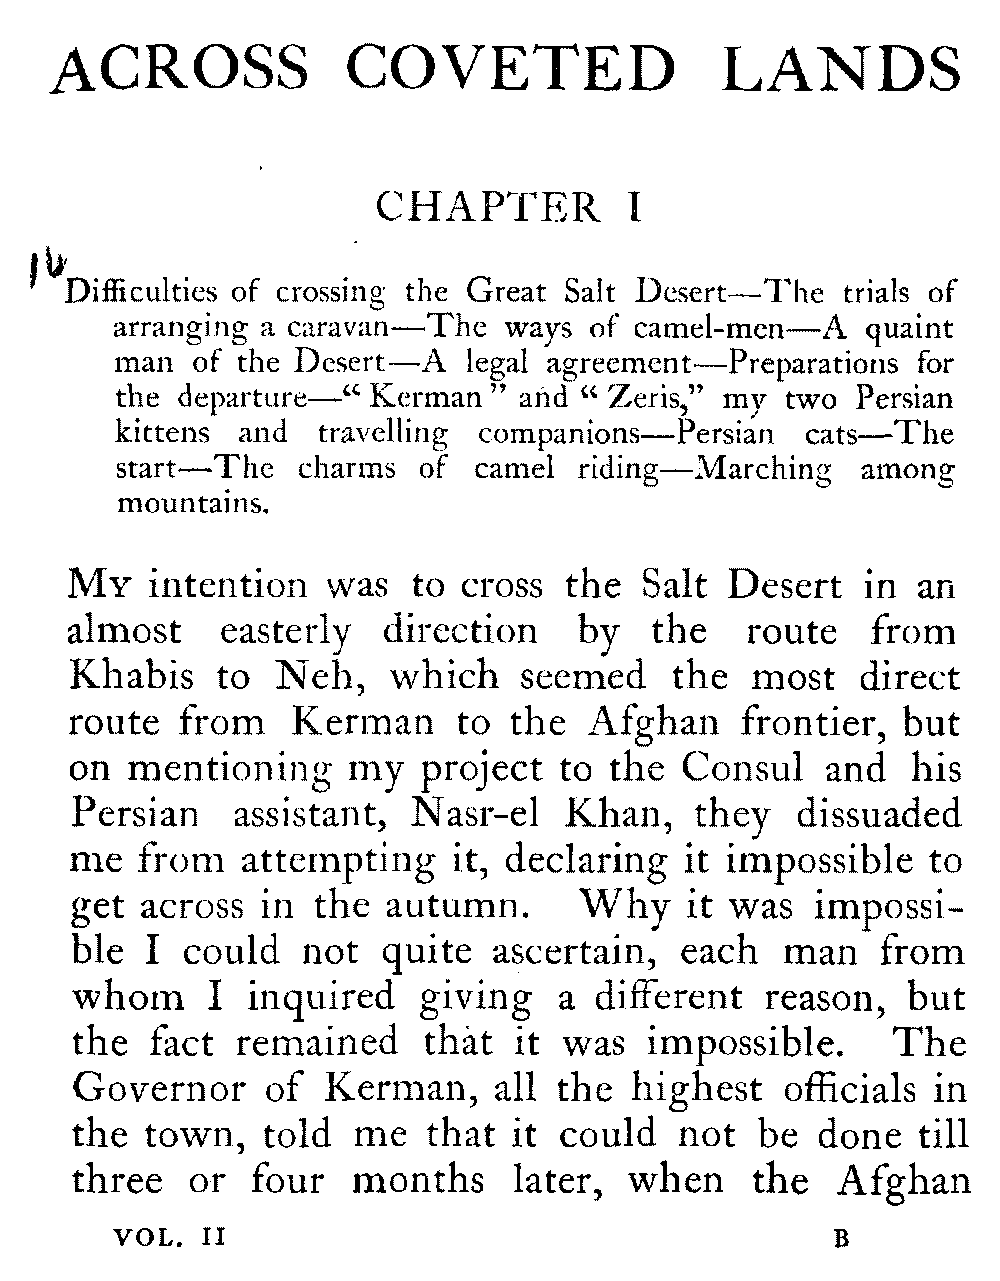 ACROSS COVETED LANDS
CHAPTER I
16
Difficulties of crossing the Great Salt Desert—The trials of
arranging a caravan—The ways of camel-men—A quaint
man of the Desert—A legal agreement—Preparations for
the departure—“Kerman” and “Zeris,” my two Persian
kittens and travelling companions—Persian cats—The
start—The charms of camel riding—Marching among
mountains.
My intention was to cross the Salt Desert in an
almost easterly direction by the route from
Khabis to Neh, which seemed the most direct
route from Kerman to the Afghan frontier, but
on mentioning my project to the Consul and his
Persian assistant, Nasr-el Khan, they dissuaded
me from attempting it, declaring it impossible to
get across in the autumn. Why it was impossi-
ble I could not quite ascertain, each man from
whom I inquired giving a different reason, but
the fact remained that it was impossible. The
Governor of Kerman, all the highest officials in
the town, told me that it could not be done till
three or four months later, when the Afghan
VOL. II B